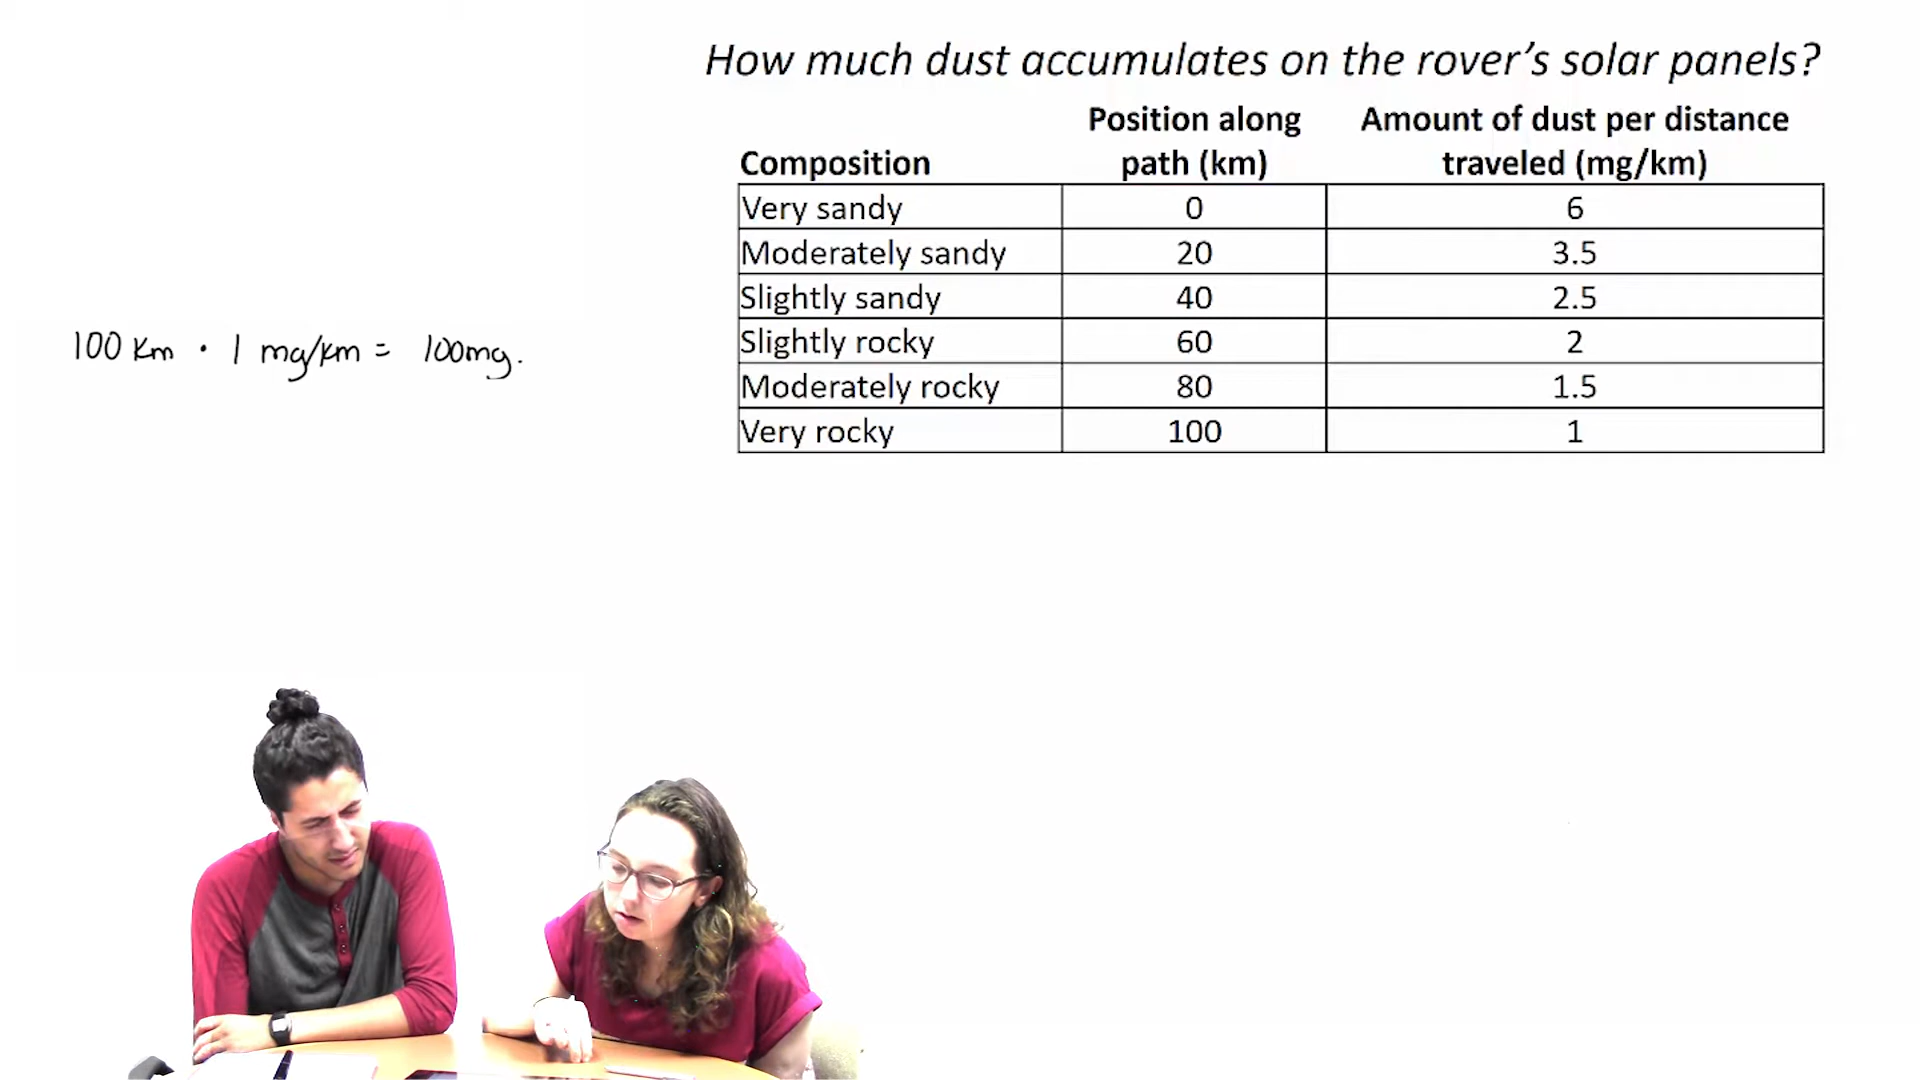 How much dust accumulates on the rover's solar panels?
Composition Position along path (km) Amount of dust per distance traveled (mg/km)
Very sandy 0 6
Moderately sandy 20 3.5
Slightly sandy 40 2.5
Slightly rocky 60 2
Moderately rocky 80 1.5
Very rocky 100 1
100 Km · 1 mg/km = 100mg.